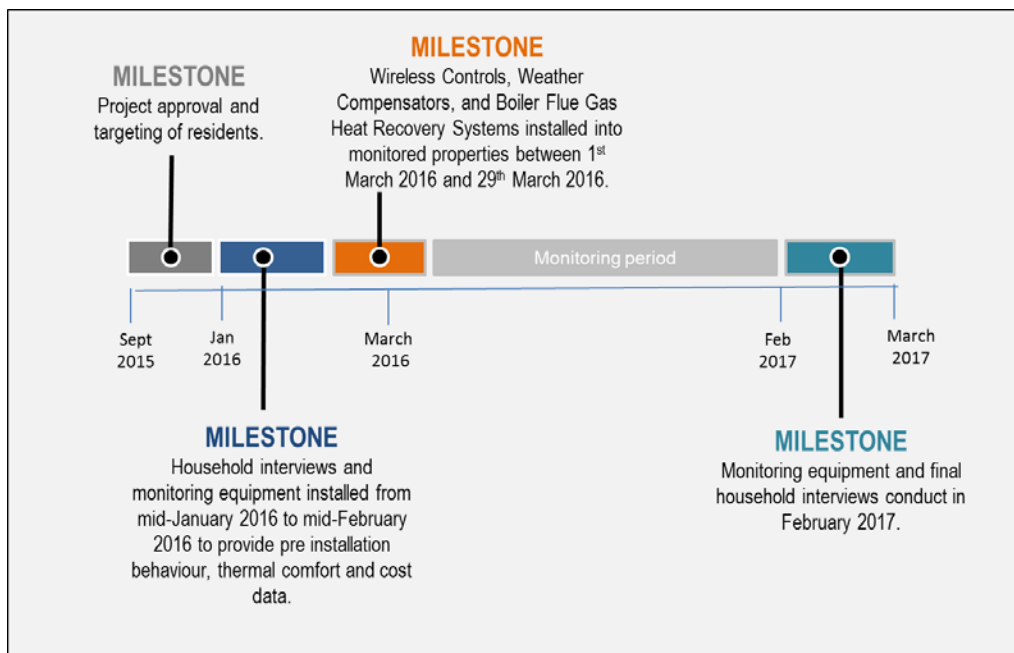 MILESTONE
Project approval and
targeting of residents.
MILESTONE
Wireless Controls, Weather
Compensators, and Boiler Flue Gas
Heat Recovery Systems installed into
monitored properties between 1st
March 2016 and 29th March 2016.
Monitoring period
Sept
2015
Jan
2016
March
2016
Feb
2017
March
2017
MILESTONE
Household interviews and
monitoring equipment installed from
mid-January 2016 to mid-February
2016 to provide pre installation
behaviour, thermal comfort and cost
data.
MILESTONE
Monitoring equipment and final
household interviews conduct in
February 2017.